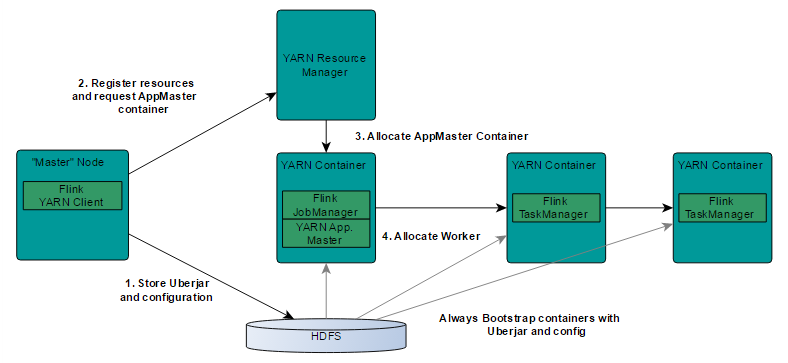 YARN Resource
Manager
2. Register resources
and request AppMaster
container
3. Allocate AppMaster Container
"Master" Node
Flink
YARN Client
YARN Container
Flink
JobManager
YARN App.
Master
YARN Container
Flink
TaskManager
YARN Container
Flink
TaskManager
4. Allocate Worker
1. Store Uberjar
and configuration
Always Bootstrap containers with
Uberjar and config
HDFS